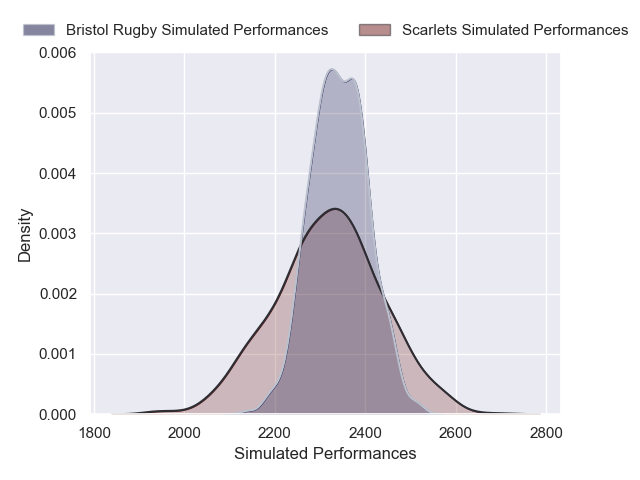 Bristol Rugby Simulated Performances Scarlets Simulated Performances
0.006
0.005
0.004
0.003
0.002
0.001
0.000
Density
1800 2000 2200 2400 2600 2800
Simulated Performances